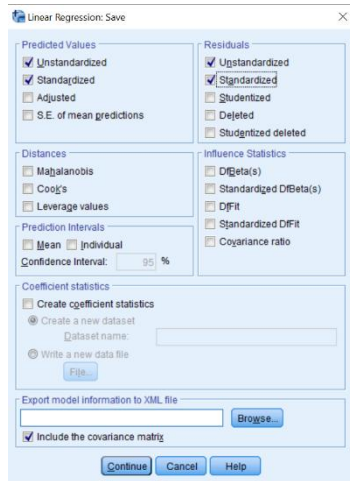 Linear Regression: Save
Predicted Values
Unstandardized
Standardized
Adjusted
S.E. of mean predictions
Residuals
Unstandardized
Standardized
Studentized
Deleted
Studentized deleted
Distances
Mahalanobis
Cook's
Leverage values
Influence Statistics
DfBeta(s)
Standardized DfBeta(s)
DfFit
Standardized DfFit
Covariance ratio
Prediction Intervals
Mean Individual
Confidence Interval: 95 %
Coefficient statistics
Create coefficient statistics
Create a new dataset
Dataset name:
Write a new data file
File...
Export model information to XML file
Browse...
Include the covariance matrix
Continue Cancel Help